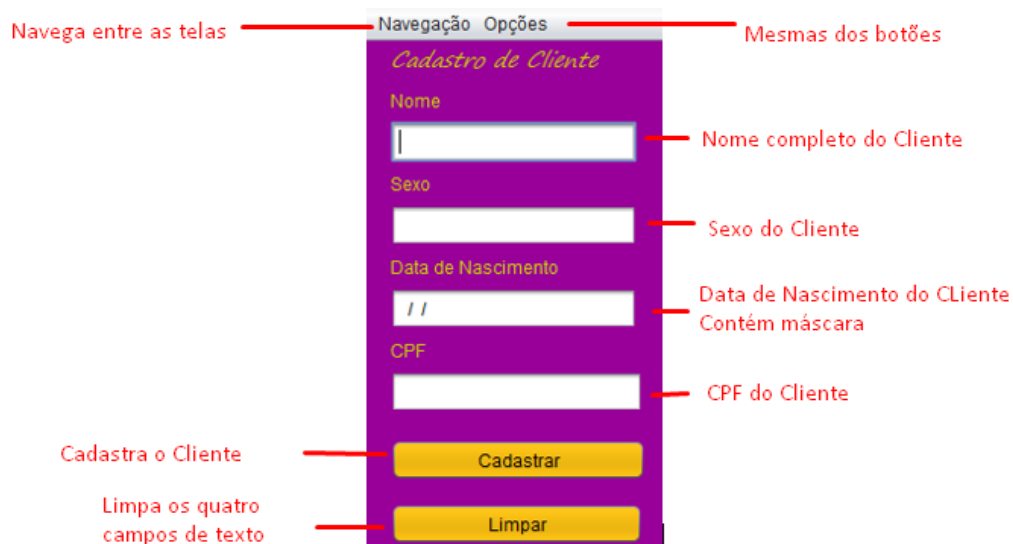 Navegação Opções
Navega entre as telas
Mesmas dos botões
Cadastro de Cliente
Nome
Nome completo do Cliente
Sexo
Sexo do Cliente
Data de Nascimento
/ /
Data de Nascimento do CLiente
Contém máscara
CPF
CPF do Cliente
Cadastra o Cliente
Cadastrar
Limpa os quatro
campos de texto
Limpar